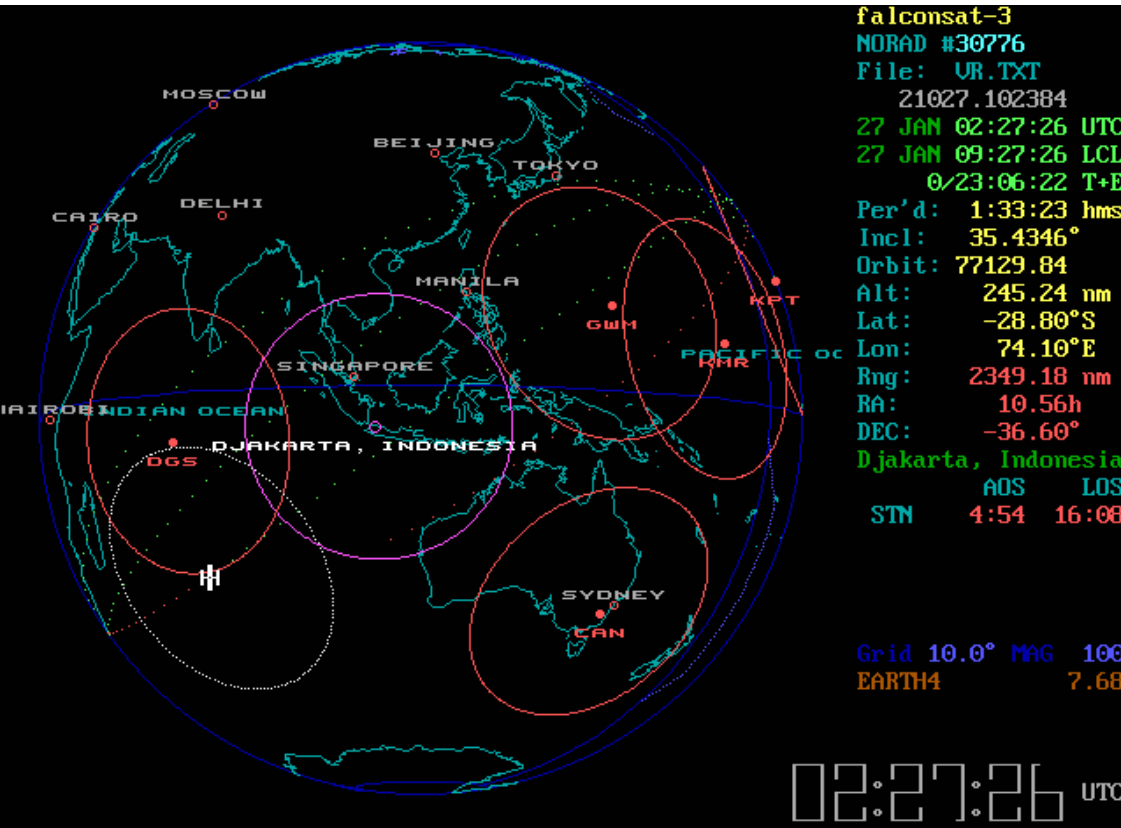 falconsat-3
NORAD #30776
File: VR.TXT
21027.102384
27 JAN 02:27:26 UTC
27 JAN 09:27:26 LCL
0/23:06:22 T+E
Per'd: 1:33:23 hms
Incl: 35.4346°
Orbit: 77129.84
Alt: 245.24 nm
Lat: -28.80°S
Lon: 74.10°E
Rng: 2349.18 nm
RA: 10.56h
DEC: -36.60°
Djakarta, Indonesia
AOS LOS
STN 4:54 16:08
Grid 10.0° MAG 100
EARTH4 7.68
02:27:26 UTC
MOSCOW
BEIJING
TOKYO
DELHI
CAIRO
MANILA
KPT
GWM
PACIFIC OC
KMR
SINGAPORE
NAIROBI
INDIAN OCEAN
DJAKARTA, INDONESIA
DGS
SYDNEY
CAN